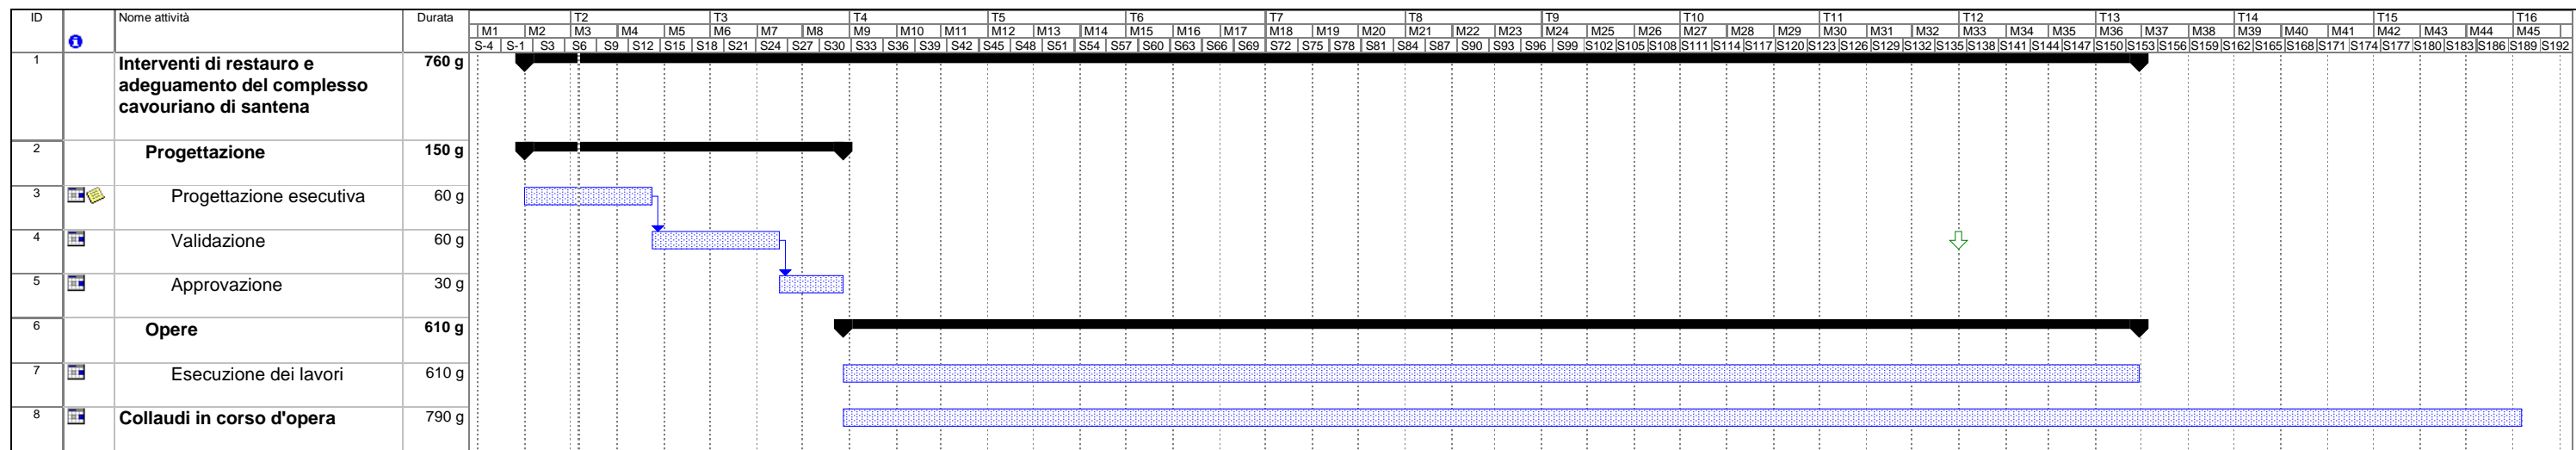 ID Nome attività Durata T2 T3 T4 T5 T6 T7 T8 T9 T10 T11 T12 T13 T14 T15 T16
M1 M2 M3 M4 M5 M6 M7 M8 M9 M10 M11 M12 M13 M14 M15 M16 M17 M18 M19 M20 M21 M22 M23 M24 M25 M26 M27 M28 M29 M30 M31 M32 M33 M34 M35 M36 M37 M38 M39 M40 M41 M42 M43 M44 M45
S-4 S-1 S3 S6 S9 S12 S15 S18 S21 S24 S27 S30 S33 S36 S39 S42 S45 S48 S51 S54 S57 S60 S63 S66 S69 S72 S75 S78 S81 S84 S87 S90 S93 S96 S99 S102 S105 S108 S111 S114 S117 S120 S123 S126 S129 S132 S135 S138 S141 S144 S147 S150 S153 S156 S159 S162 S165 S168 S171 S174 S177 S180 S183 S186 S189 S192
1 Interventi di restauro e 760 g
adeguamento del complesso
cavouriano di santena
2 Progettazione 150 g
3 Progettazione esecutiva 60 g
4 Validazione 60 g
5 Approvazione 30 g
6 Opere 610 g
7 Esecuzione dei lavori 610 g
8 Collaudi in corso d'opera 790 g